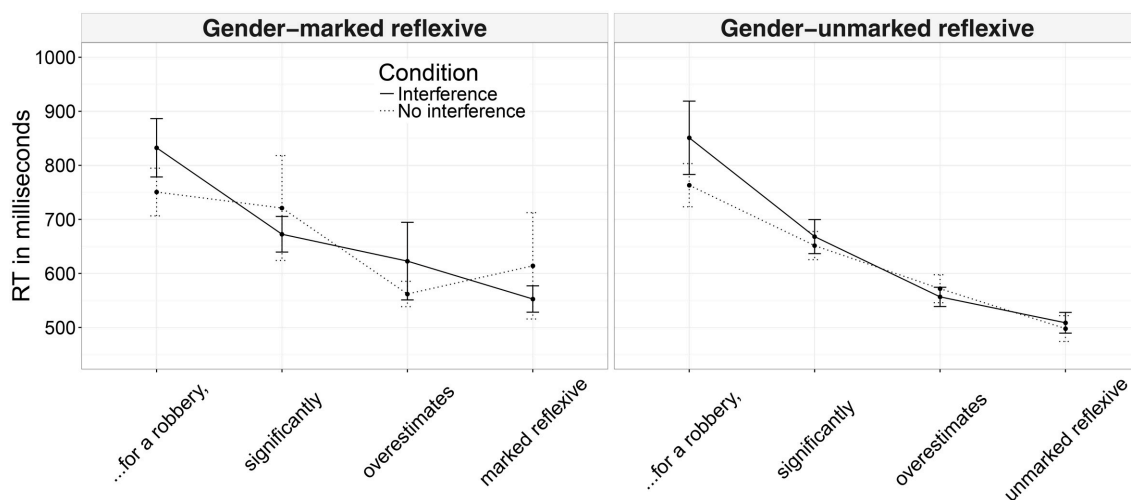 Gender-marked reflexive
Gender-unmarked reflexive
RT in milliseconds
1000
900
800
700
600
500
Condition
Interference
No interference
...for a robbery,
significantly
overestimates
marked reflexive
...for a robbery,
significantly
overestimates
unmarked reflexive